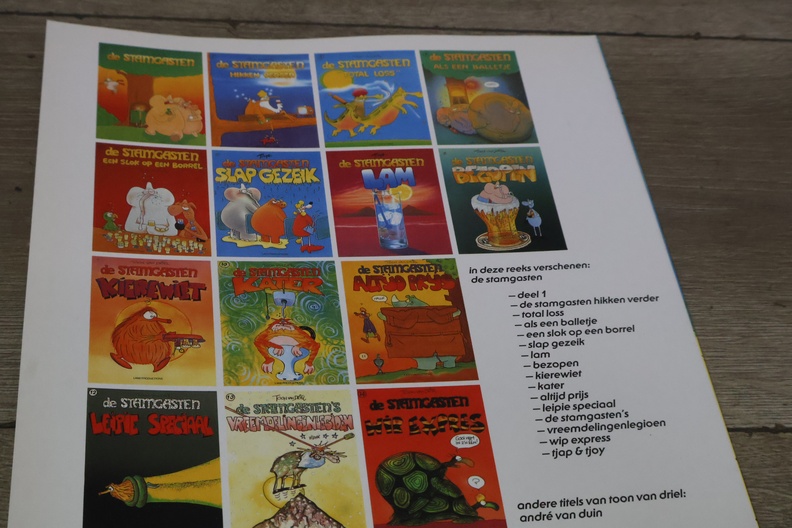 de STAMGASTEN
de STAMGASTEN
HIKKEN VERDER
de STAMGASTEN
TOTAL LOSS
de STAMGASTEN
ALS EEN BALLETJE
de STAMGASTEN
EEN SLOK OP EEN BORREL
de STAMGASTEN
SLAP GEZEIK
de STAMGASTEN
LAM
de STAMGASTEN
BEZOPEN
de STAMGASTEN
KIEREWIET
de STAMGASTEN
KATER
de STAMGASTEN
ALTIJD PRIJS
in deze reeks verschenen:
de stamgasten
– deel 1
– de stamgasten hikken verder
– total loss
– als een balletje
– een slok op een borrel
– slap gezeik
– lam
– bezopen
– kierewiet
– kater
– altijd prijs
– leipie speciaal
– de stamgasten's
– vreemdelingenlegioen
– wip express
– tjap & tjoy
12
de STAMGASTEN
LEIPIE SPECIAAL
13
de STAMGASTEN'S
VREEMDELINGENLEGIOEN
de STAMGASTEN
WIP EXPRES
andere titels van toon van driel:
andré van duin